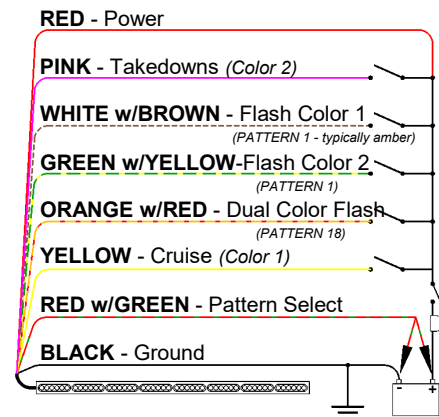 RED - Power
PINK - Takedowns (Color 2)
WHITE w/BROWN - Flash Color 1
(PATTERN 1 - typically amber)
GREEN w/YELLOW-Flash Color 2
(PATTERN 1)
ORANGE w/RED - Dual Color Flash
(PATTERN 18)
YELLOW - Cruise (Color 1)
RED w/GREEN - Pattern Select
BLACK - Ground
- +